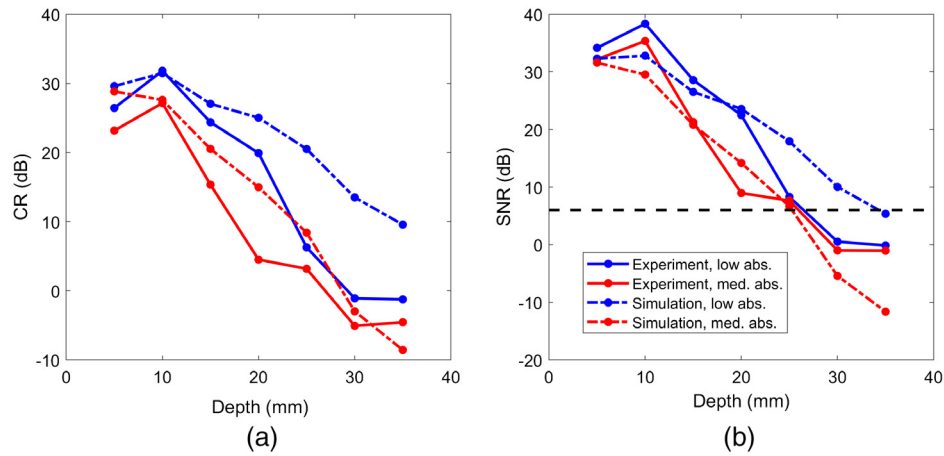 40
30
20
10
0
-10
CR (dB)
0
10
20
30
40
Depth (mm)
(a)
40
30
20
10
0
-10
-20
SNR (dB)
Experiment, low abs.
Experiment, med. abs.
Simulation, low abs.
Simulation, med. abs.
0
10
20
30
40
Depth (mm)
(b)